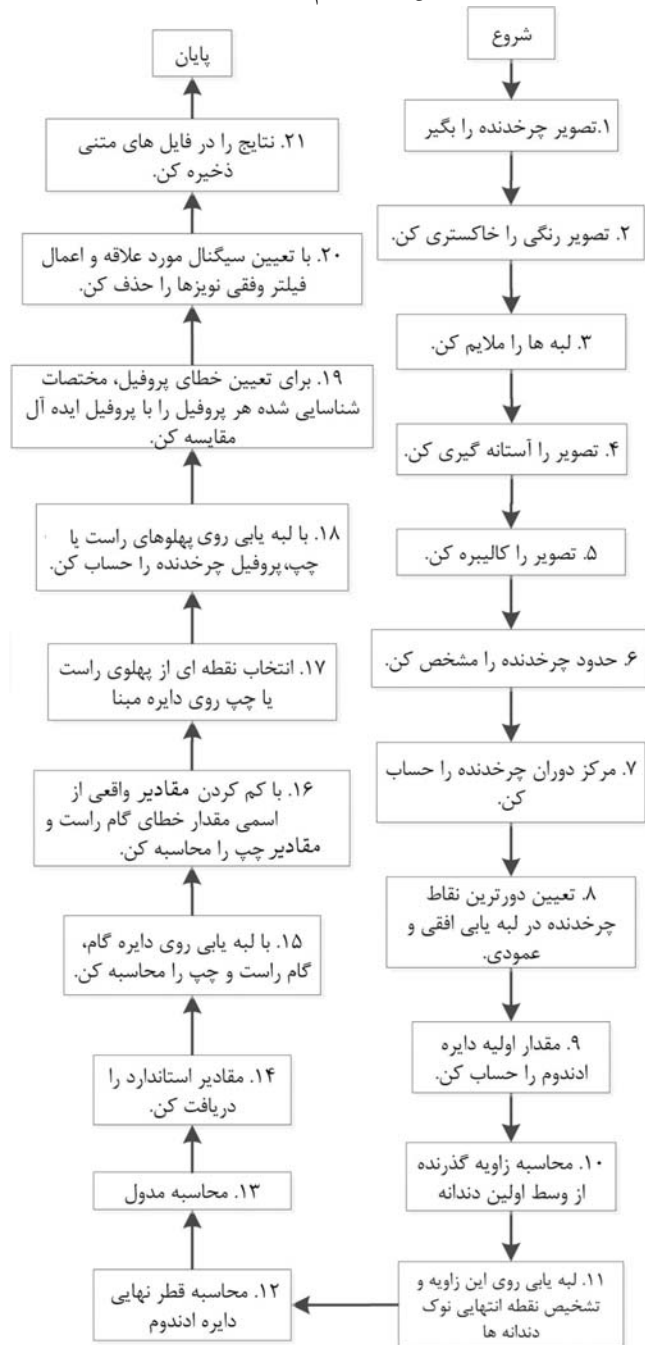 شروع
۱.تصویر چرخدنده را بگیر
۲. تصویر رنگی را خاکستری کن.
۳. لبه ها را ملایم کن.
۴. تصویر را آستانه گیری کن.
۵. تصویر را کالیبره کن.
۶. حدود چرخدنده را مشخص کن.
۷. مرکز دوران چرخدنده را حساب
کن.
۸. تعیین دورترین نقاط
چرخدنده در لبه یابی افقی و
عمودی.
۹. مقدار اولیه دایره
ادندوم را حساب کن.
۱۰. محاسبه زاویه گذرنده
از وسط اولین دندانه
۱۱. لبه یابی روی این زاویه و
تشخیص نقطه انتهایی نوک
دندانه ها
۱۲. محاسبه قطر نهایی
دایره ادندوم
۱۳. محاسبه مدول
۱۴. مقادیر استاندارد را
دریافت کن.
۱۵. با لبه یابی روی دایره گام،
گام راست و چپ را محاسبه کن.
۱۶. با کم کردن مقادیر واقعی از
اسمی مقدار خطای گام راست و
مقادیر چپ را محاسبه کن.
۱۷. انتخاب نقطه ای از پهلوی راست
یا چپ روی دایره مبنا
۱۸. با لبه یابی روی پهلوهای راست یا
چپ،پروفیل چرخدنده را حساب کن.
۱۹. برای تعیین خطای پروفیل، مختصات
شناسایی شده هر پروفیل را با پروفیل ایده آل
مقایسه کن.
۲۰. با تعیین سیگنال مورد علاقه و اعمال
فیلتر وفقی نویزها را حذف کن.
۲۱. نتایج را در فایل های متنی
ذخیره کن.
پایان